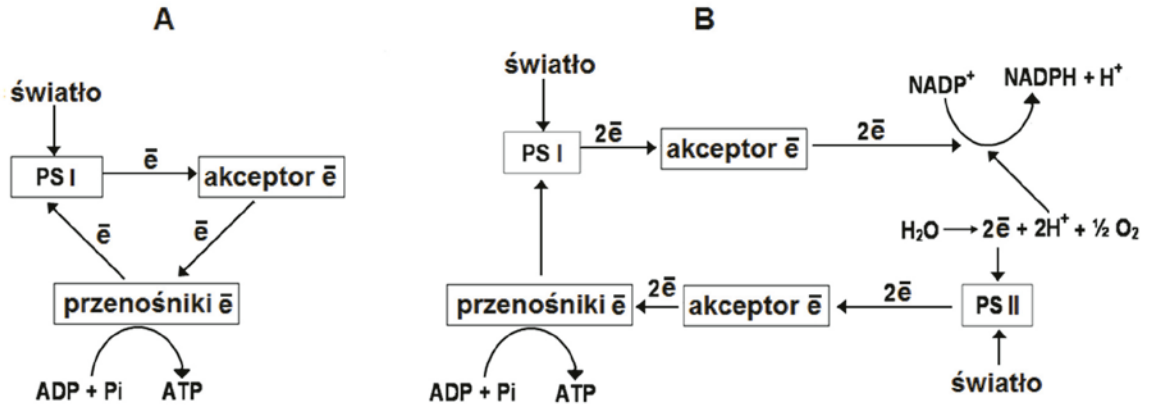 A
światło
PS I
ē
akceptor ē
ē
ē
przenośniki ē
ADP + Pi
ATP
B
światło
PS I
2ē
akceptor ē
2ē
NADP⁺
NADPH + H⁺
H₂O → 2ē + 2H⁺ + ½ O₂
przenośniki ē
2ē
akceptor ē
2ē
PS II
światło
ADP + Pi
ATP